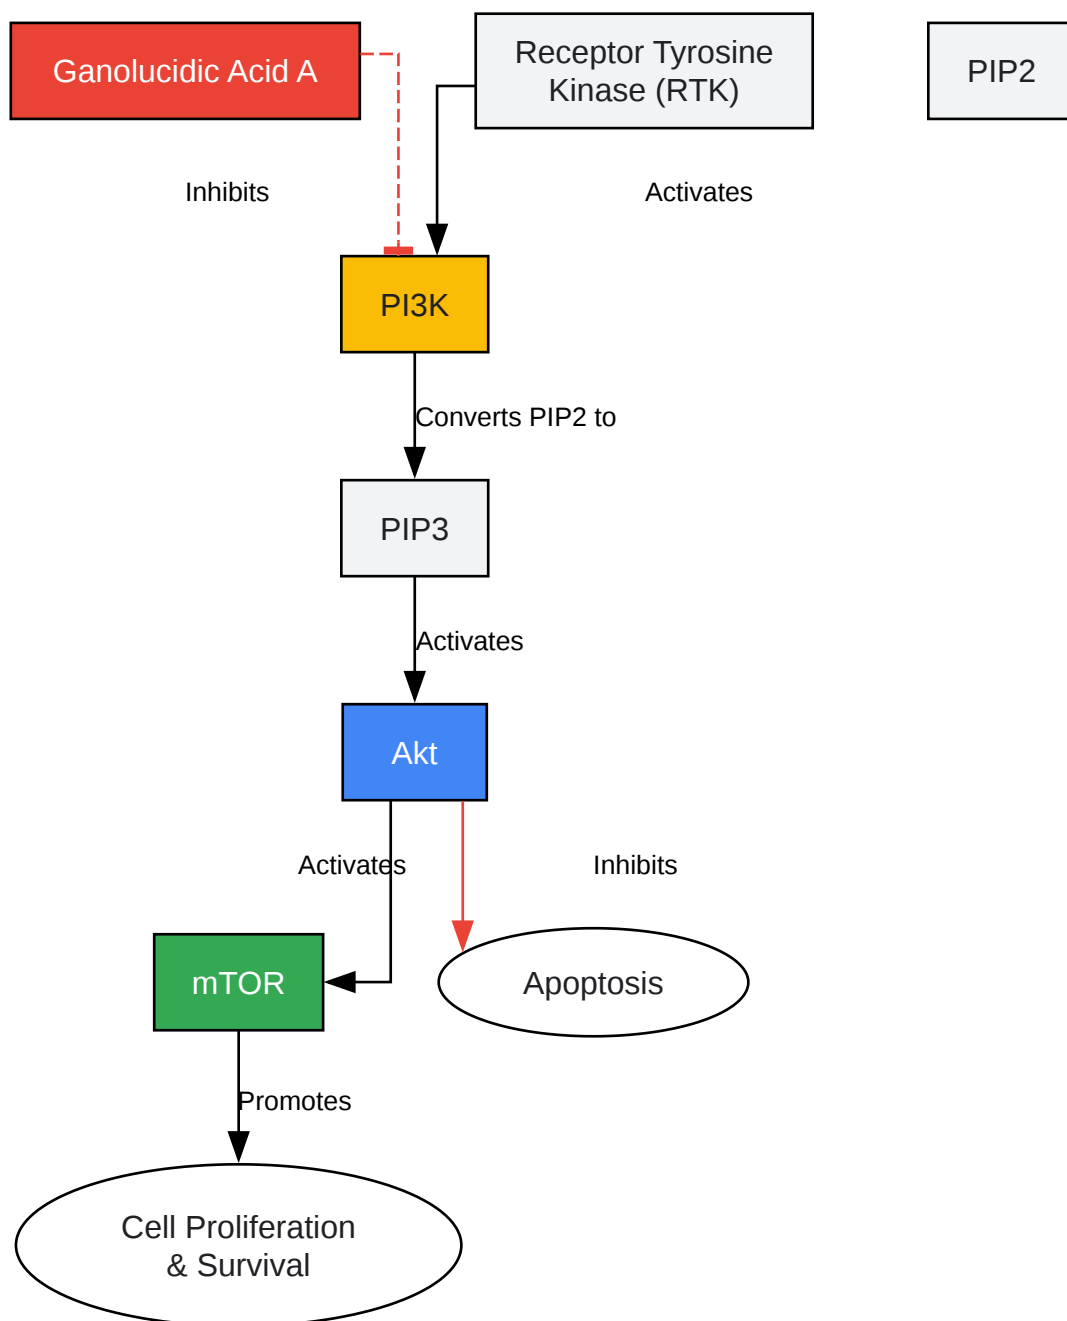 Ganolucidic Acid A
Receptor Tyrosine
Kinase (RTK)
PIP2
Inhibits
Activates
PI3K
Converts PIP2 to
PIP3
Activates
Akt
Activates
Inhibits
mTOR
Apoptosis
Promotes
Cell Proliferation
& Survival